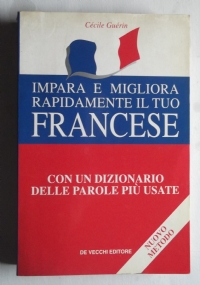 Cécile Guérin
IMPARA E MIGLIORA
RAPIDAMENTE IL TUO
FRANCESE
CON UN DIZIONARIO
DELLE PAROLE PIÙ USATE
NUOVO
METODO
DE VECCHI EDITORE